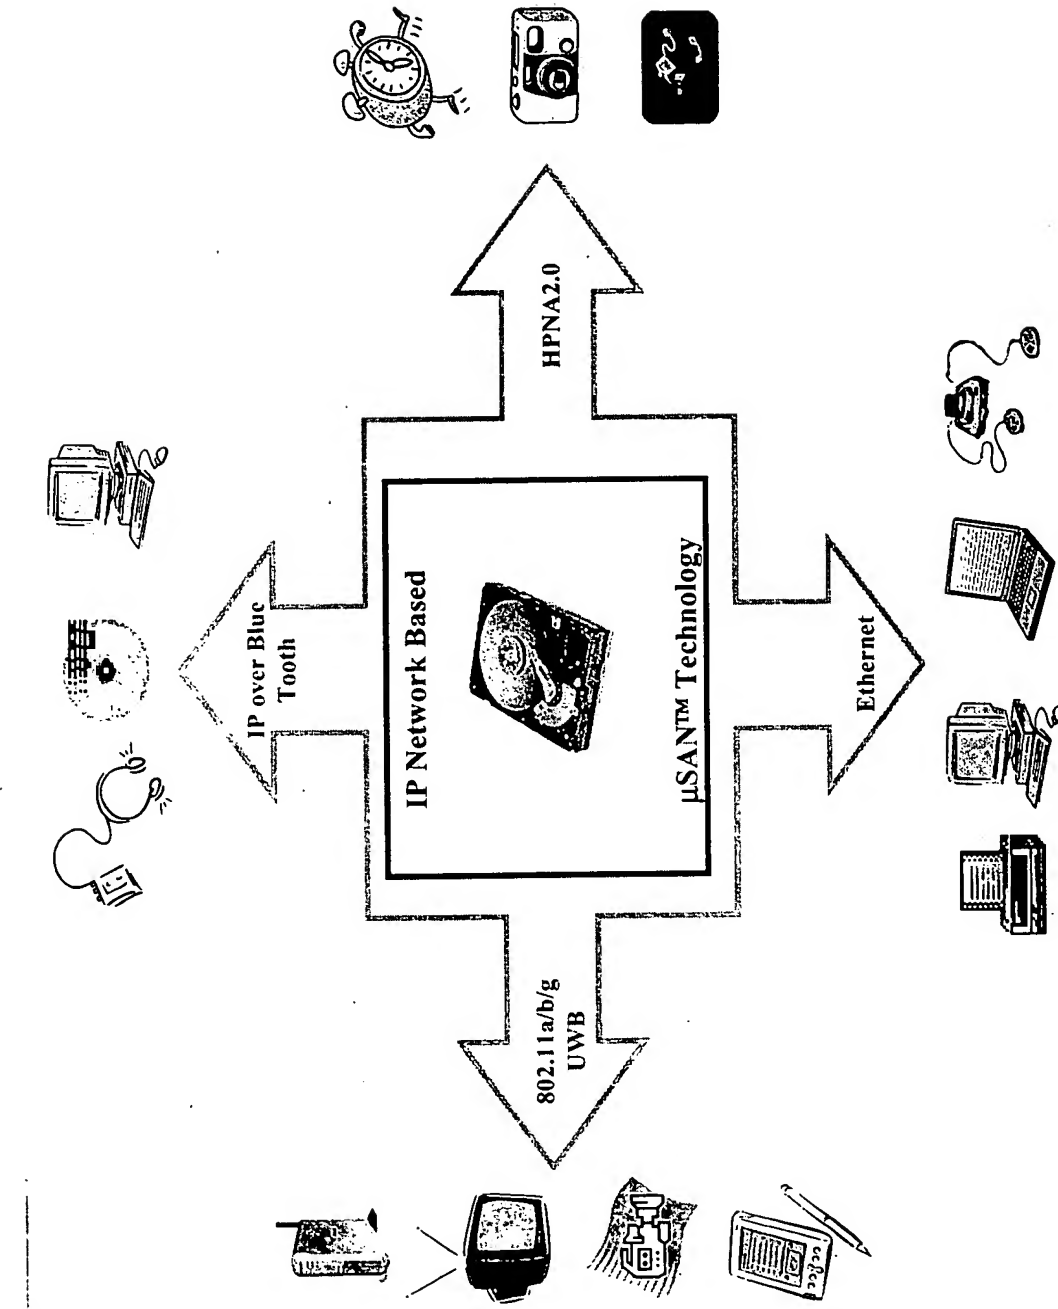 IP over Blue
Tooth
IP Network Based
802.11a/b/g
UWB
HPNA2.0
µSAN™ Technology
Ethernet